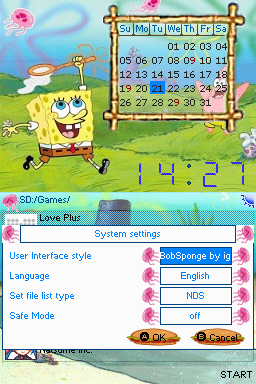 Su Mo Tu We Th Fr Sa
01 02 03 04
05 06 07 08 09 10 11
12 13 14 15 16 17 18
19 20 21 22 23 24 25
26 27 28 29 30 31
14:27
SD:/Games/
Love Plus
System settings
User Interface style BobSponge by ig
Language English
Set file list type NDS
Safe Mode off
A OK B Cancel
Natsume Inc.
START